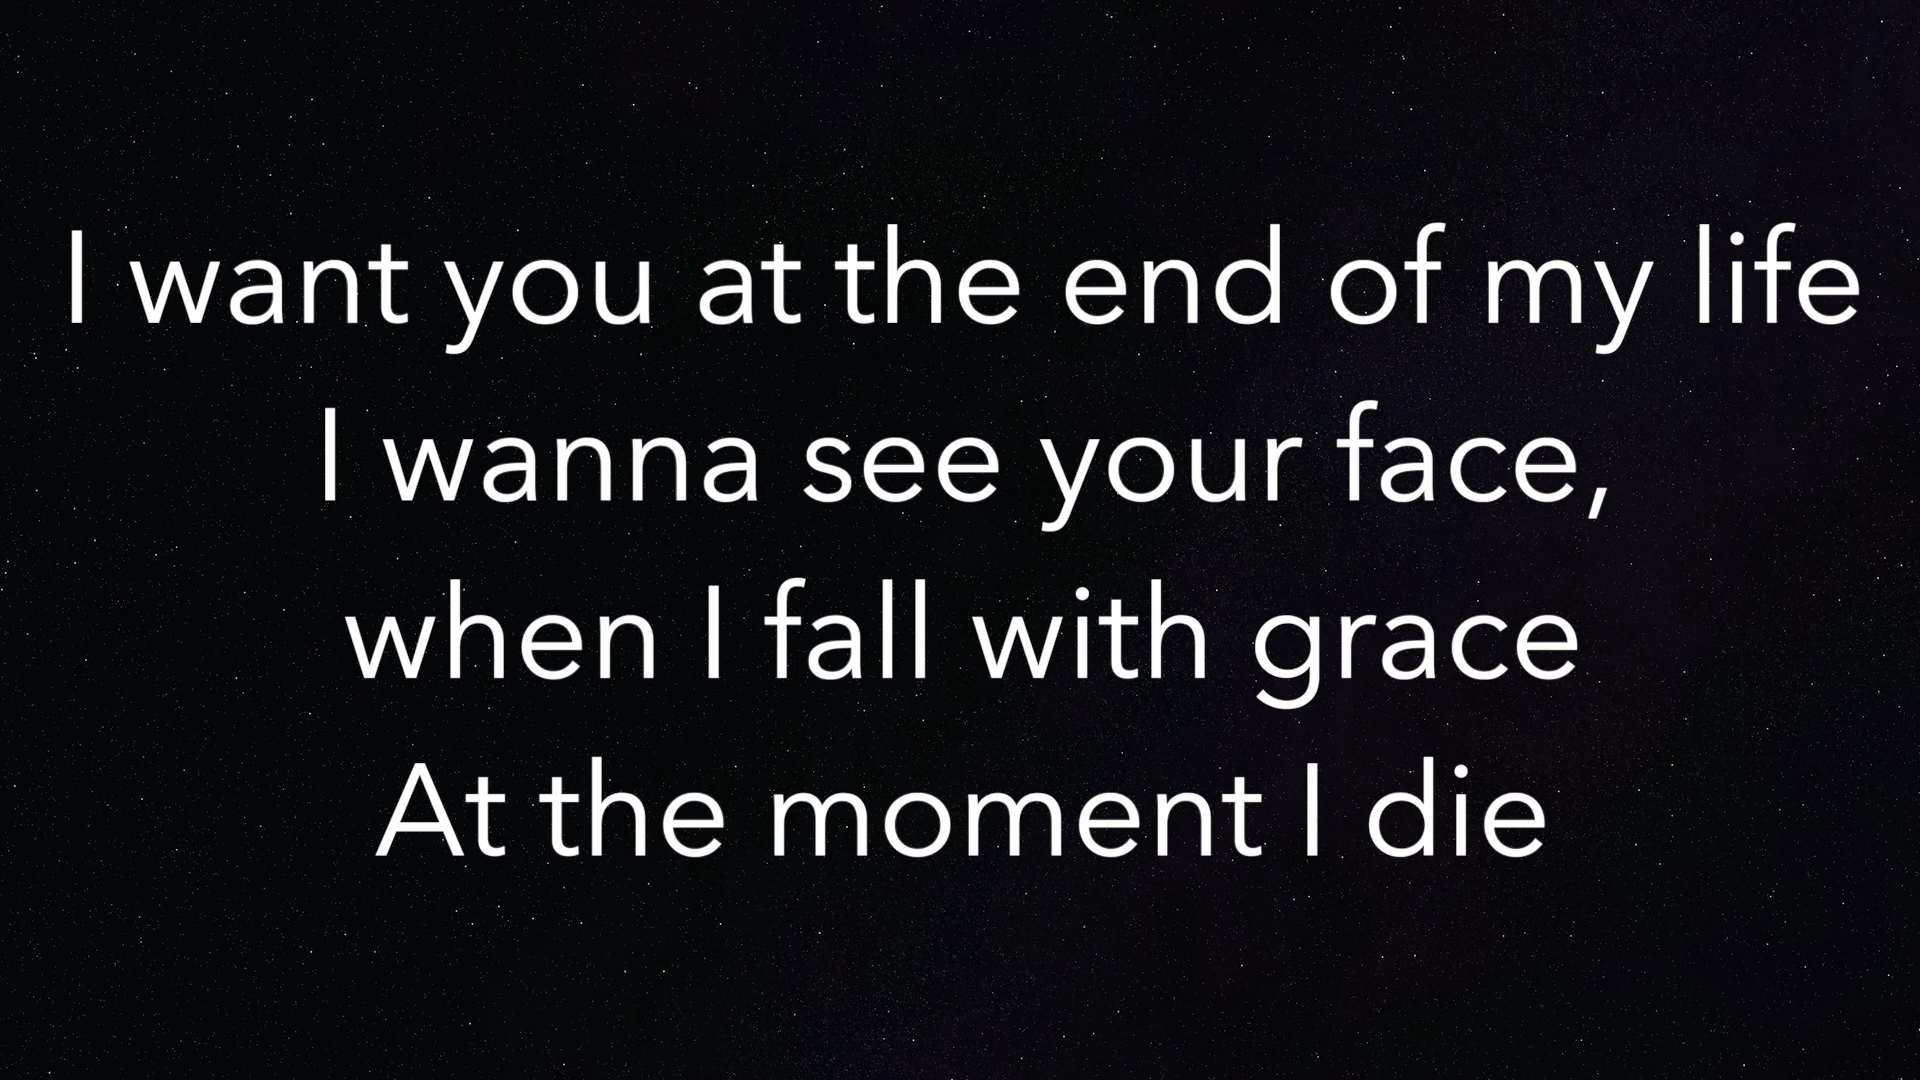 I want you at the end of my life
I wanna see your face,
when I fall with grace
At the moment I die